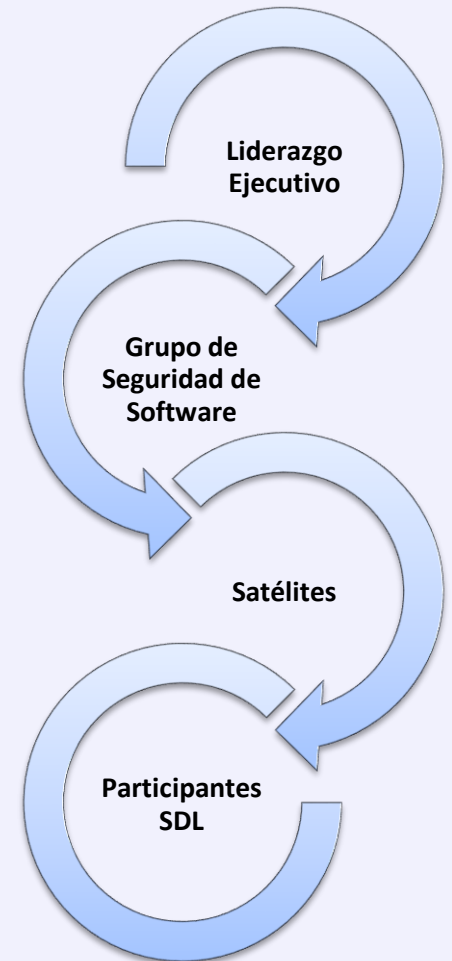 Liderazgo
Ejecutivo
Grupo de
Seguridad de
Software
Satélites
Participantes
SDL